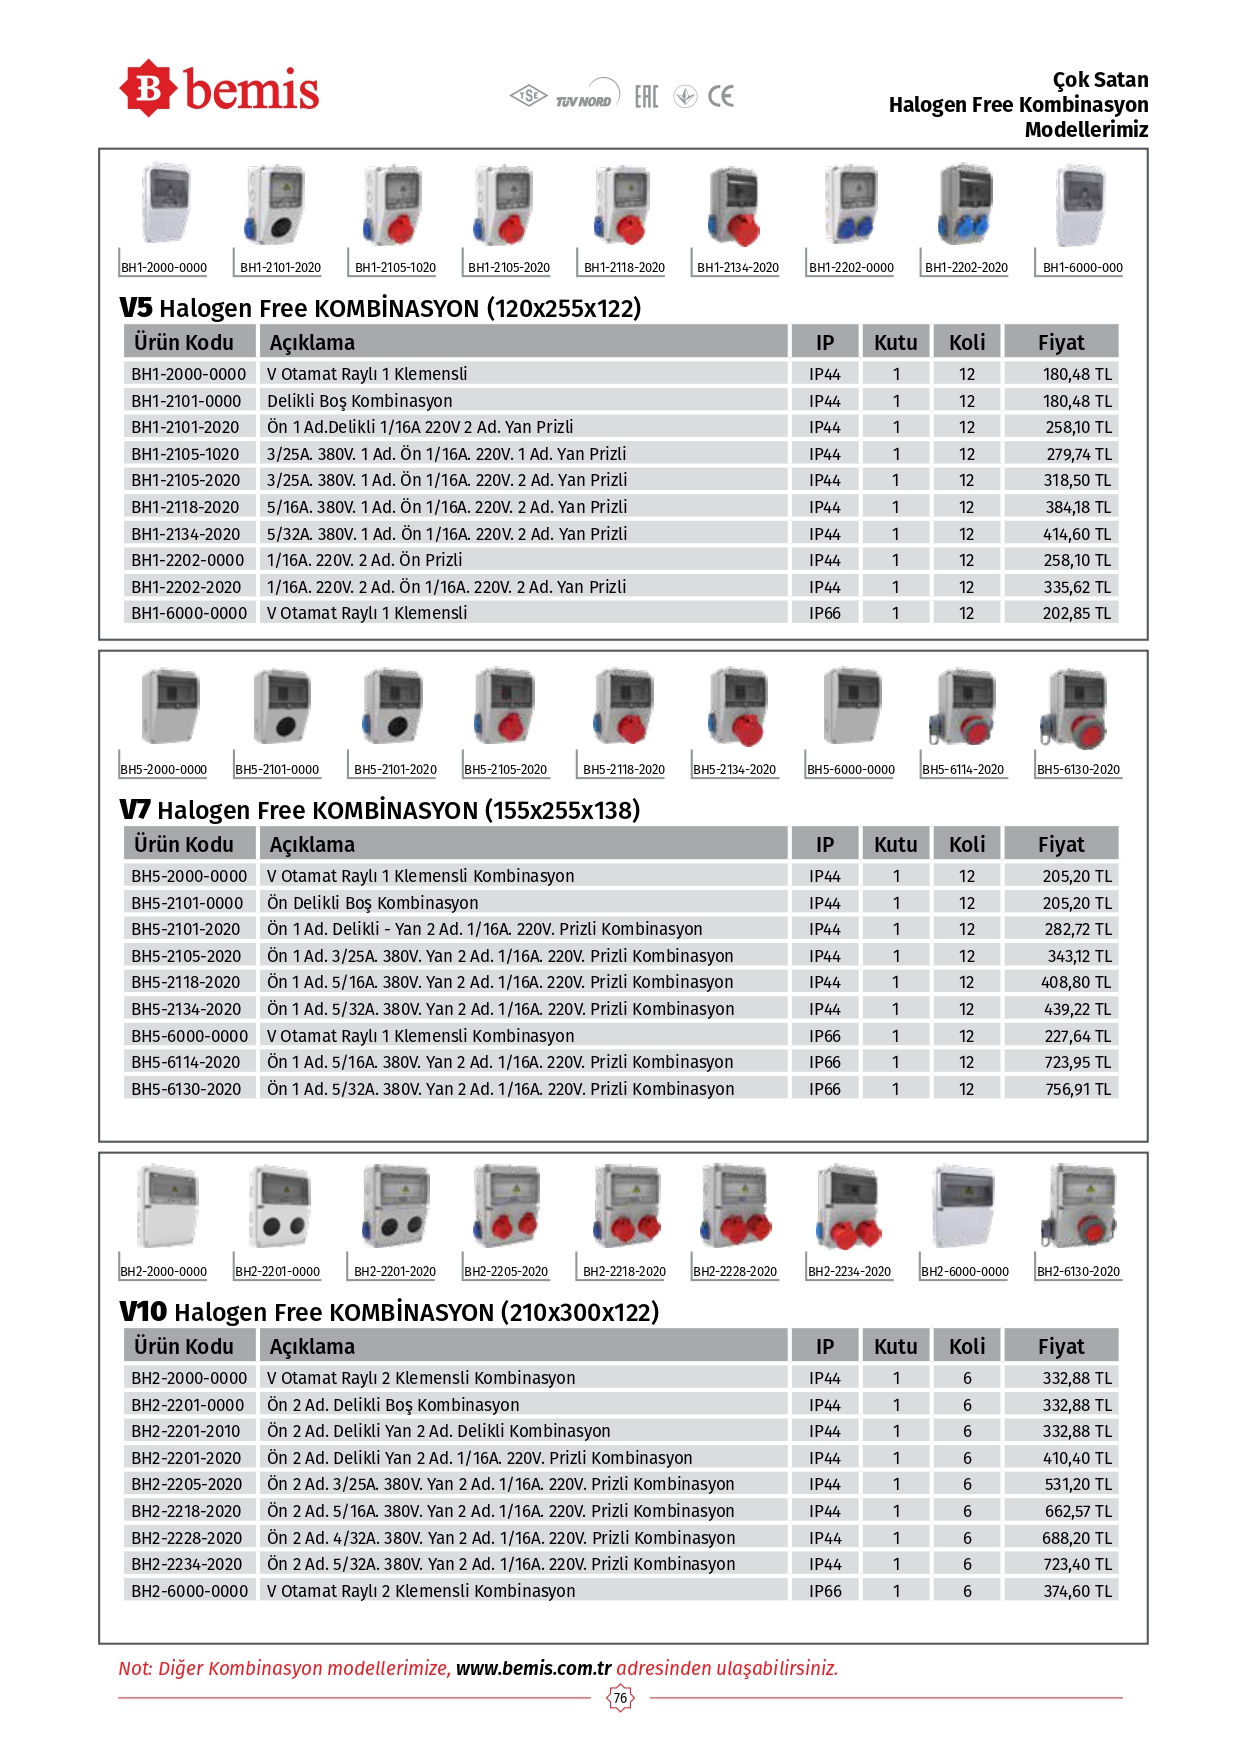 B bemis
TSE TÜV NORD EAC CE
Çok Satan
Halogen Free Kombinasyon
Modellerimiz
BH1-2000-0000 BH1-2101-2020 BH1-2105-1020 BH1-2105-2020 BH1-2118-2020 BH1-2134-2020 BH1-2202-0000 BH1-2202-2020 BH1-6000-000
V5 Halogen Free KOMBİNASYON (120x255x122)
Ürün Kodu Açıklama IP Kutu Koli Fiyat
BH1-2000-0000 V Otamat Raylı 1 Klemensli IP44 1 12 180,48 TL
BH1-2101-0000 Delikli Boş Kombinasyon IP44 1 12 180,48 TL
BH1-2101-2020 Ön 1 Ad.Delikli 1/16A 220V 2 Ad. Yan Prizli IP44 1 12 258,10 TL
BH1-2105-1020 3/25A. 380V. 1 Ad. Ön 1/16A. 220V. 1 Ad. Yan Prizli IP44 1 12 279,74 TL
BH1-2105-2020 3/25A. 380V. 1 Ad. Ön 1/16A. 220V. 2 Ad. Yan Prizli IP44 1 12 318,50 TL
BH1-2118-2020 5/16A. 380V. 1 Ad. Ön 1/16A. 220V. 2 Ad. Yan Prizli IP44 1 12 384,18 TL
BH1-2134-2020 5/32A. 380V. 1 Ad. Ön 1/16A. 220V. 2 Ad. Yan Prizli IP44 1 12 414,60 TL
BH1-2202-0000 1/16A. 220V. 2 Ad. Ön Prizli IP44 1 12 258,10 TL
BH1-2202-2020 1/16A. 220V. 2 Ad. Ön 1/16A. 220V. 2 Ad. Yan Prizli IP44 1 12 335,62 TL
BH1-6000-0000 V Otamat Raylı 1 Klemensli IP66 1 12 202,85 TL
BH5-2000-0000 BH5-2101-0000 BH5-2101-2020 BH5-2105-2020 BH5-2118-2020 BH5-2134-2020 BH5-6000-0000 BH5-6114-2020 BH5-6130-2020
V7 Halogen Free KOMBİNASYON (155x255x138)
Ürün Kodu Açıklama IP Kutu Koli Fiyat
BH5-2000-0000 V Otamat Raylı 1 Klemensli Kombinasyon IP44 1 12 205,20 TL
BH5-2101-0000 Ön Delikli Boş Kombinasyon IP44 1 12 205,20 TL
BH5-2101-2020 Ön 1 Ad. Delikli - Yan 2 Ad. 1/16A. 220V. Prizli Kombinasyon IP44 1 12 282,72 TL
BH5-2105-2020 Ön 1 Ad. 3/25A. 380V. Yan 2 Ad. 1/16A. 220V. Prizli Kombinasyon IP44 1 12 343,12 TL
BH5-2118-2020 Ön 1 Ad. 5/16A. 380V. Yan 2 Ad. 1/16A. 220V. Prizli Kombinasyon IP44 1 12 408,80 TL
BH5-2134-2020 Ön 1 Ad. 5/32A. 380V. Yan 2 Ad. 1/16A. 220V. Prizli Kombinasyon IP44 1 12 439,22 TL
BH5-6000-0000 V Otamat Raylı 1 Klemensli Kombinasyon IP66 1 12 227,64 TL
BH5-6114-2020 Ön 1 Ad. 5/16A. 380V. Yan 2 Ad. 1/16A. 220V. Prizli Kombinasyon IP66 1 12 723,95 TL
BH5-6130-2020 Ön 1 Ad. 5/32A. 380V. Yan 2 Ad. 1/16A. 220V. Prizli Kombinasyon IP66 1 12 756,91 TL
BH2-2000-0000 BH2-2201-0000 BH2-2201-2020 BH2-2205-2020 BH2-2218-2020 BH2-2228-2020 BH2-2234-2020 BH2-6000-0000 BH2-6130-2020
V10 Halogen Free KOMBİNASYON (210x300x122)
Ürün Kodu Açıklama IP Kutu Koli Fiyat
BH2-2000-0000 V Otamat Raylı 2 Klemensli Kombinasyon IP44 1 6 332,88 TL
BH2-2201-0000 Ön 2 Ad. Delikli Boş Kombinasyon IP44 1 6 332,88 TL
BH2-2201-2010 Ön 2 Ad. Delikli Yan 2 Ad. Delikli Kombinasyon IP44 1 6 332,88 TL
BH2-2201-2020 Ön 2 Ad. Delikli Yan 2 Ad. 1/16A. 220V. Prizli Kombinasyon IP44 1 6 410,40 TL
BH2-2205-2020 Ön 2 Ad. 3/25A. 380V. Yan 2 Ad. 1/16A. 220V. Prizli Kombinasyon IP44 1 6 531,20 TL
BH2-2218-2020 Ön 2 Ad. 5/16A. 380V. Yan 2 Ad. 1/16A. 220V. Prizli Kombinasyon IP44 1 6 662,57 TL
BH2-2228-2020 Ön 2 Ad. 4/32A. 380V. Yan 2 Ad. 1/16A. 220V. Prizli Kombinasyon IP44 1 6 688,20 TL
BH2-2234-2020 Ön 2 Ad. 5/32A. 380V. Yan 2 Ad. 1/16A. 220V. Prizli Kombinasyon IP44 1 6 723,40 TL
BH2-6000-0000 V Otamat Raylı 2 Klemensli Kombinasyon IP66 1 6 374,60 TL
Not: Diğer Kombinasyon modellerimize, www.bemis.com.tr adresinden ulaşabilirsiniz.
76